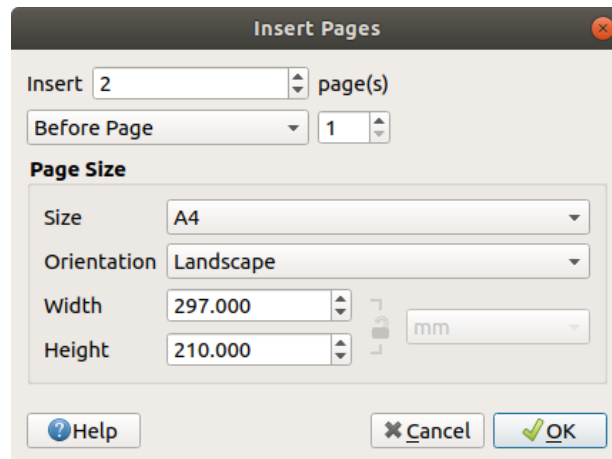 Insert Pages
Insert 2 page(s)
Before Page 1
Page Size
Size A4
Orientation Landscape
Width 297.000
mm
Height 210.000
Help Cancel OK